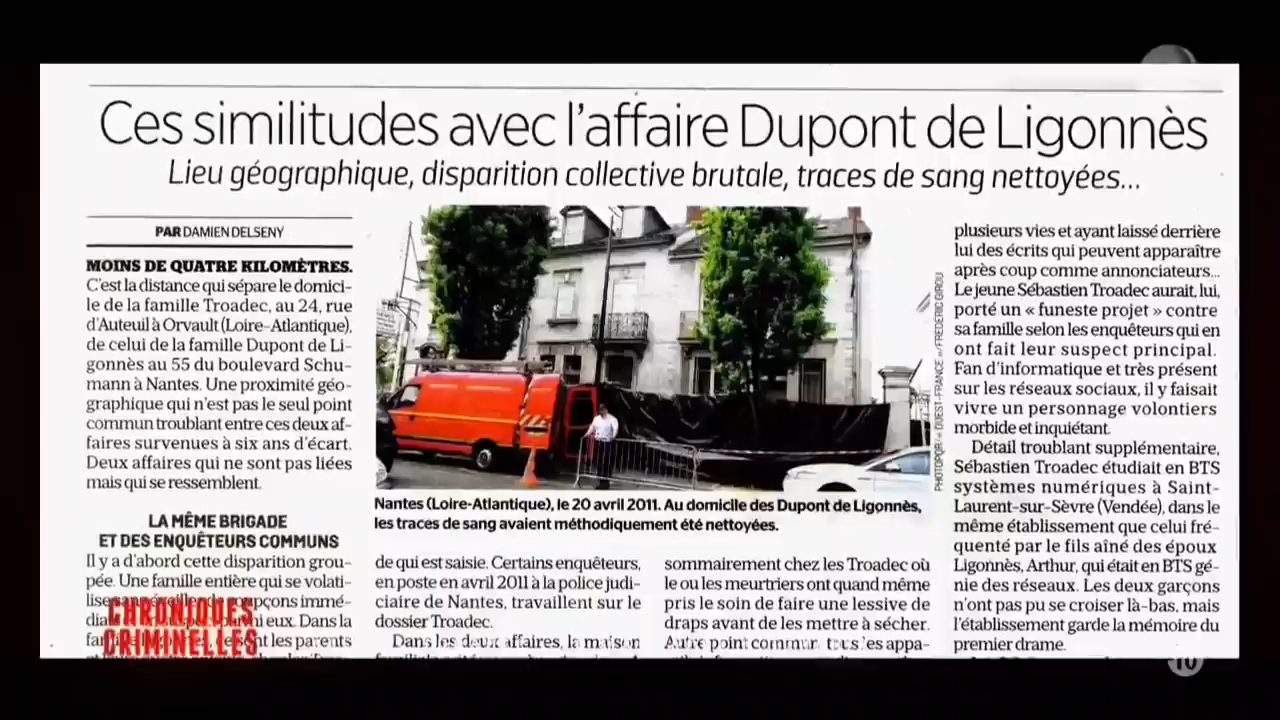 Ces similitudes avec l'affaire Dupont de Ligonnès
Lieu géographique, disparition collective brutale, traces de sang nettoyées...
PAR DAMIEN DELSENY
MOINS DE QUATRE KILOMÈTRES.
C'est la distance qui sépare le domici-
le de la famille Troadec, au 24, rue
d'Auteuil à Orvault (Loire-Atlantique),
de celui de la famille Dupont de Li-
gonnès au 55 du boulevard Schu-
mann à Nantes. Une proximité géo-
graphique qui n'est pas le seul point
commun troublant entre ces deux af-
faires survenues à six ans d'écart.
Deux affaires qui ne sont pas liées
mais qui se ressemblent.
LA MÊME BRIGADE
ET DES ENQUÊTEURS COMMUNS
Il y a d'abord cette disparition grou-
pée. Une famille entière qui se volati-
lise soupçons immé-
eux. Dans la
les parents
PHOTOPQR/« OUEST-FRANCE »/FRÉDÉRIC GIROU
Nantes (Loire-Atlantique), le 20 avril 2011. Au domicile des Dupont de Ligonnès,
les traces de sang avaient méthodiquement été nettoyées.
de qui est saisie. Certains enquêteurs,
en poste en avril 2011 à la police judi-
ciaire de Nantes, travaillent sur le
dossier Troadec.
Dans les deux affaires, la maison
sommairement chez les Troadec où
le ou les meurtriers ont quand même
pris le soin de faire une lessive de
draps avant de les mettre à sécher.
Autre point commun tous les appa-
plusieurs vies et ayant laissé derrière
lui des écrits qui peuvent apparaître
après coup comme annonciateurs...
Le jeune Sébastien Troadec aurait, lui,
porté un « funeste projet » contre
sa famille selon les enquêteurs qui en
ont fait leur suspect principal.
Fan d'informatique et très présent
sur les réseaux sociaux, il y faisait
vivre un personnage volontiers
morbide et inquiétant.
Détail troublant supplémentaire,
Sébastien Troadec étudiait en BTS
systèmes numériques à Saint-
Laurent-sur-Sèvre (Vendée), dans le
même établissement que celui fré-
quenté par le fils aîné des époux
Ligonnès, Arthur, qui était en BTS gé-
nie des réseaux. Les deux garçons
n'ont pas pu se croiser là-bas, mais
l'établissement garde la mémoire du
premier drame.
CHRONIQUES
CRIMINELLES
10